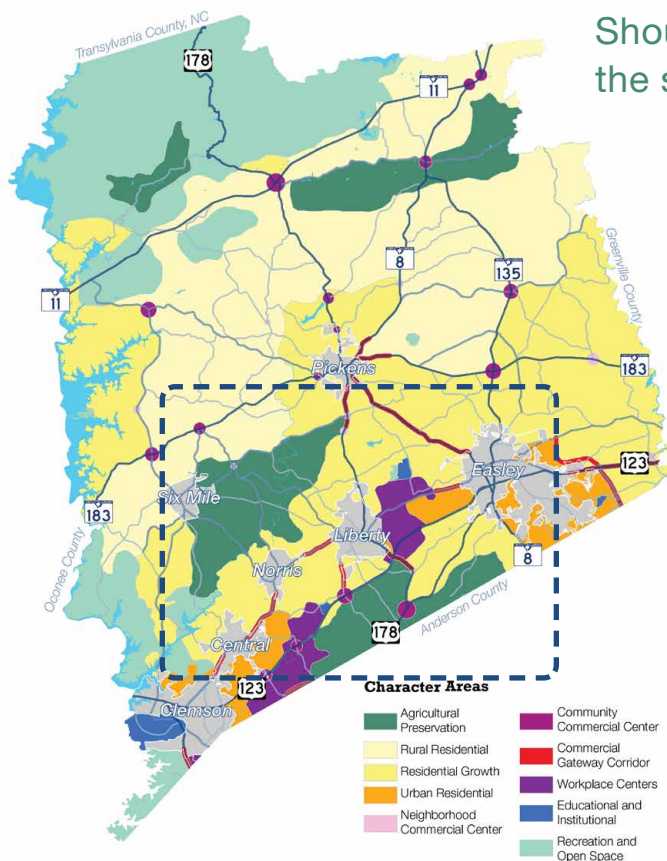 Shou
the s
Transylvania County, NC
178
11
11
8
135
Greenville County
Pickens
183
Easley
123
Six Mile
183
Liberty
Oconee County
Norris
8
Anderson County
178
Central
123
Clemson
Character Areas
Agricultural
Preservation
Rural Residential
Residential Growth
Urban Residential
Neighborhood
Commercial Center
Community
Commercial Center
Commercial
Gateway Corridor
Workplace Centers
Educational and
Institutional
Recreation and
Open Space